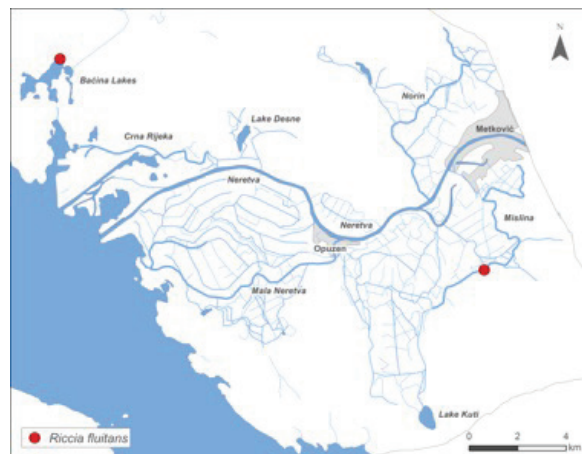 N
Baćina Lakes
Norin
Lake Desne
Crna Rijeka
Metković
Neretva
Mislina
Neretva
Opuzen
Mala Neretva
Lake Kuti
Riccia fluitans
0 2 4
km